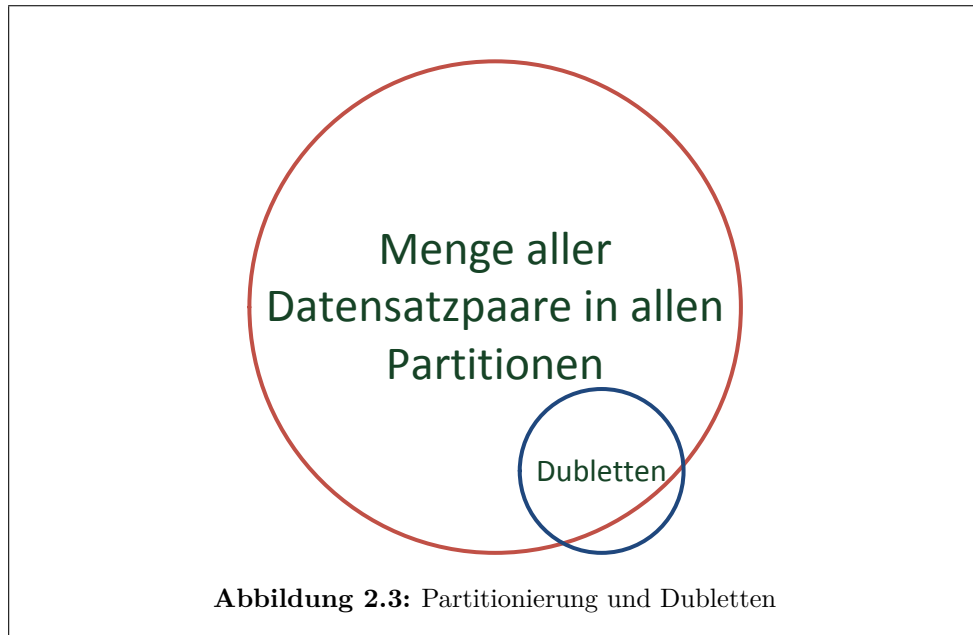 Menge aller
Datensatzpaare in allen
Partitionen
Dubletten
Abbildung 2.3: Partitionierung und Dubletten